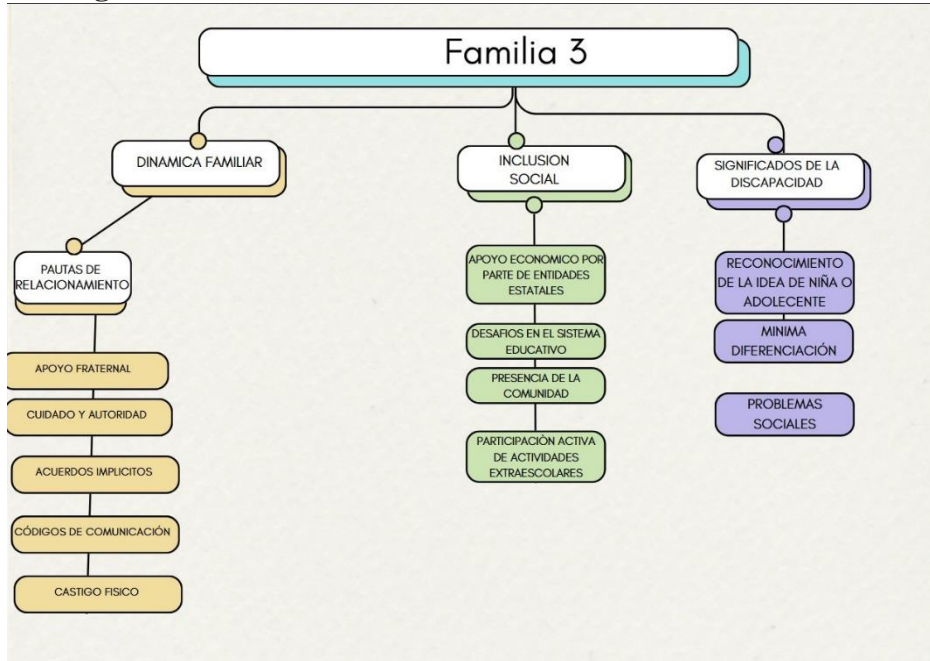 Familia 3
DINAMICA FAMILIAR
INCLUSION
SOCIAL
SIGNIFICADOS DE LA
DISCAPACIDAD
PAUTAS DE
RELACIONAMIENTO
APOYO FRATERNAL
CUIDADO Y AUTORIDAD
ACUERDOS IMPLICITOS
CÓDIGOS DE COMUNICACIÓN
CASTIGO FISICO
APOYO ECONOMICO POR
PARTE DE ENTIDADES
ESTATALES
DESAFIOS EN EL SISTEMA
EDUCATIVO
PRESENCIA DE LA
COMUNIDAD
PARTICIPACIÒN ACTIVA
DE ACTIVIDADES
EXTRAESCOLARES
RECONOCIMIENTO
DE LA IDEA DE NIÑA O
ADOLECENTE
MINIMA
DIFERENCIACIÓN
PROBLEMAS
SOCIALES